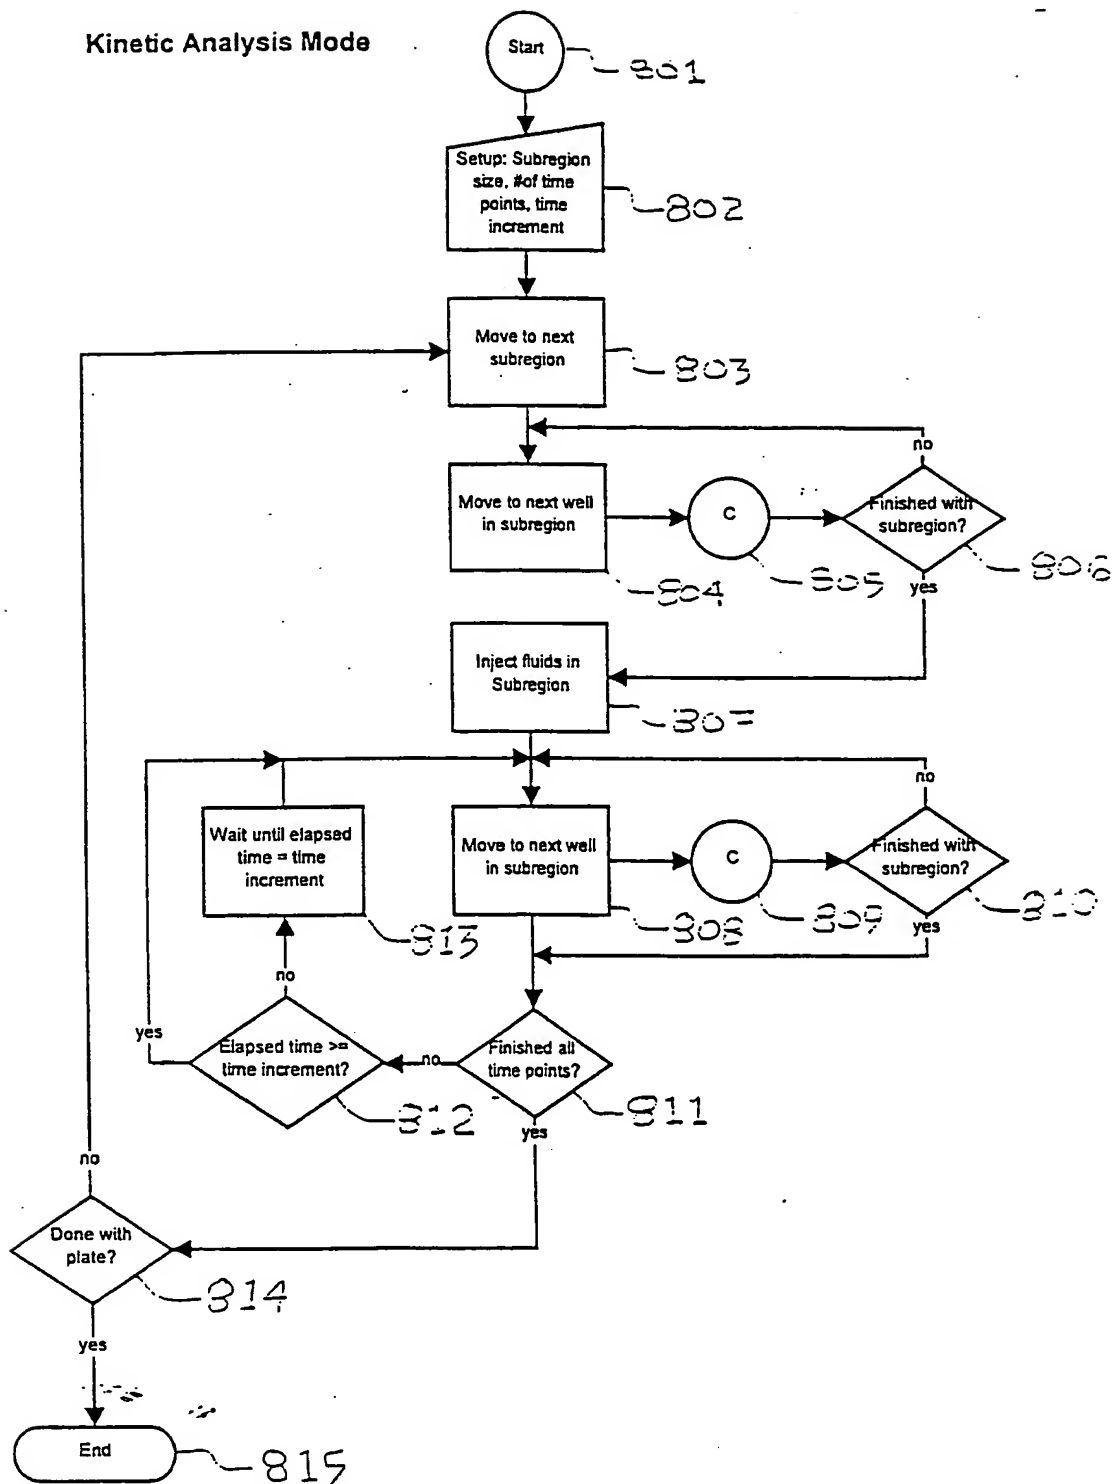 Kinetic Analysis Mode
Start
801
Setup: Subregion
size, #of time
points, time
increment
802
Move to next
subregion
803
no
Move to next well
in subregion
804
C
805
Finished with
subregion?
806
yes
Inject fluids in
Subregion
807
no
Wait until elapsed
time = time
increment
813
Move to next well
in subregion
808
C
809
Finished with
subregion?
810
yes
no
yes
Elapsed time >=
time increment?
812
no
Finished all
time points?
811
yes
no
Done with
plate?
814
yes
End
815